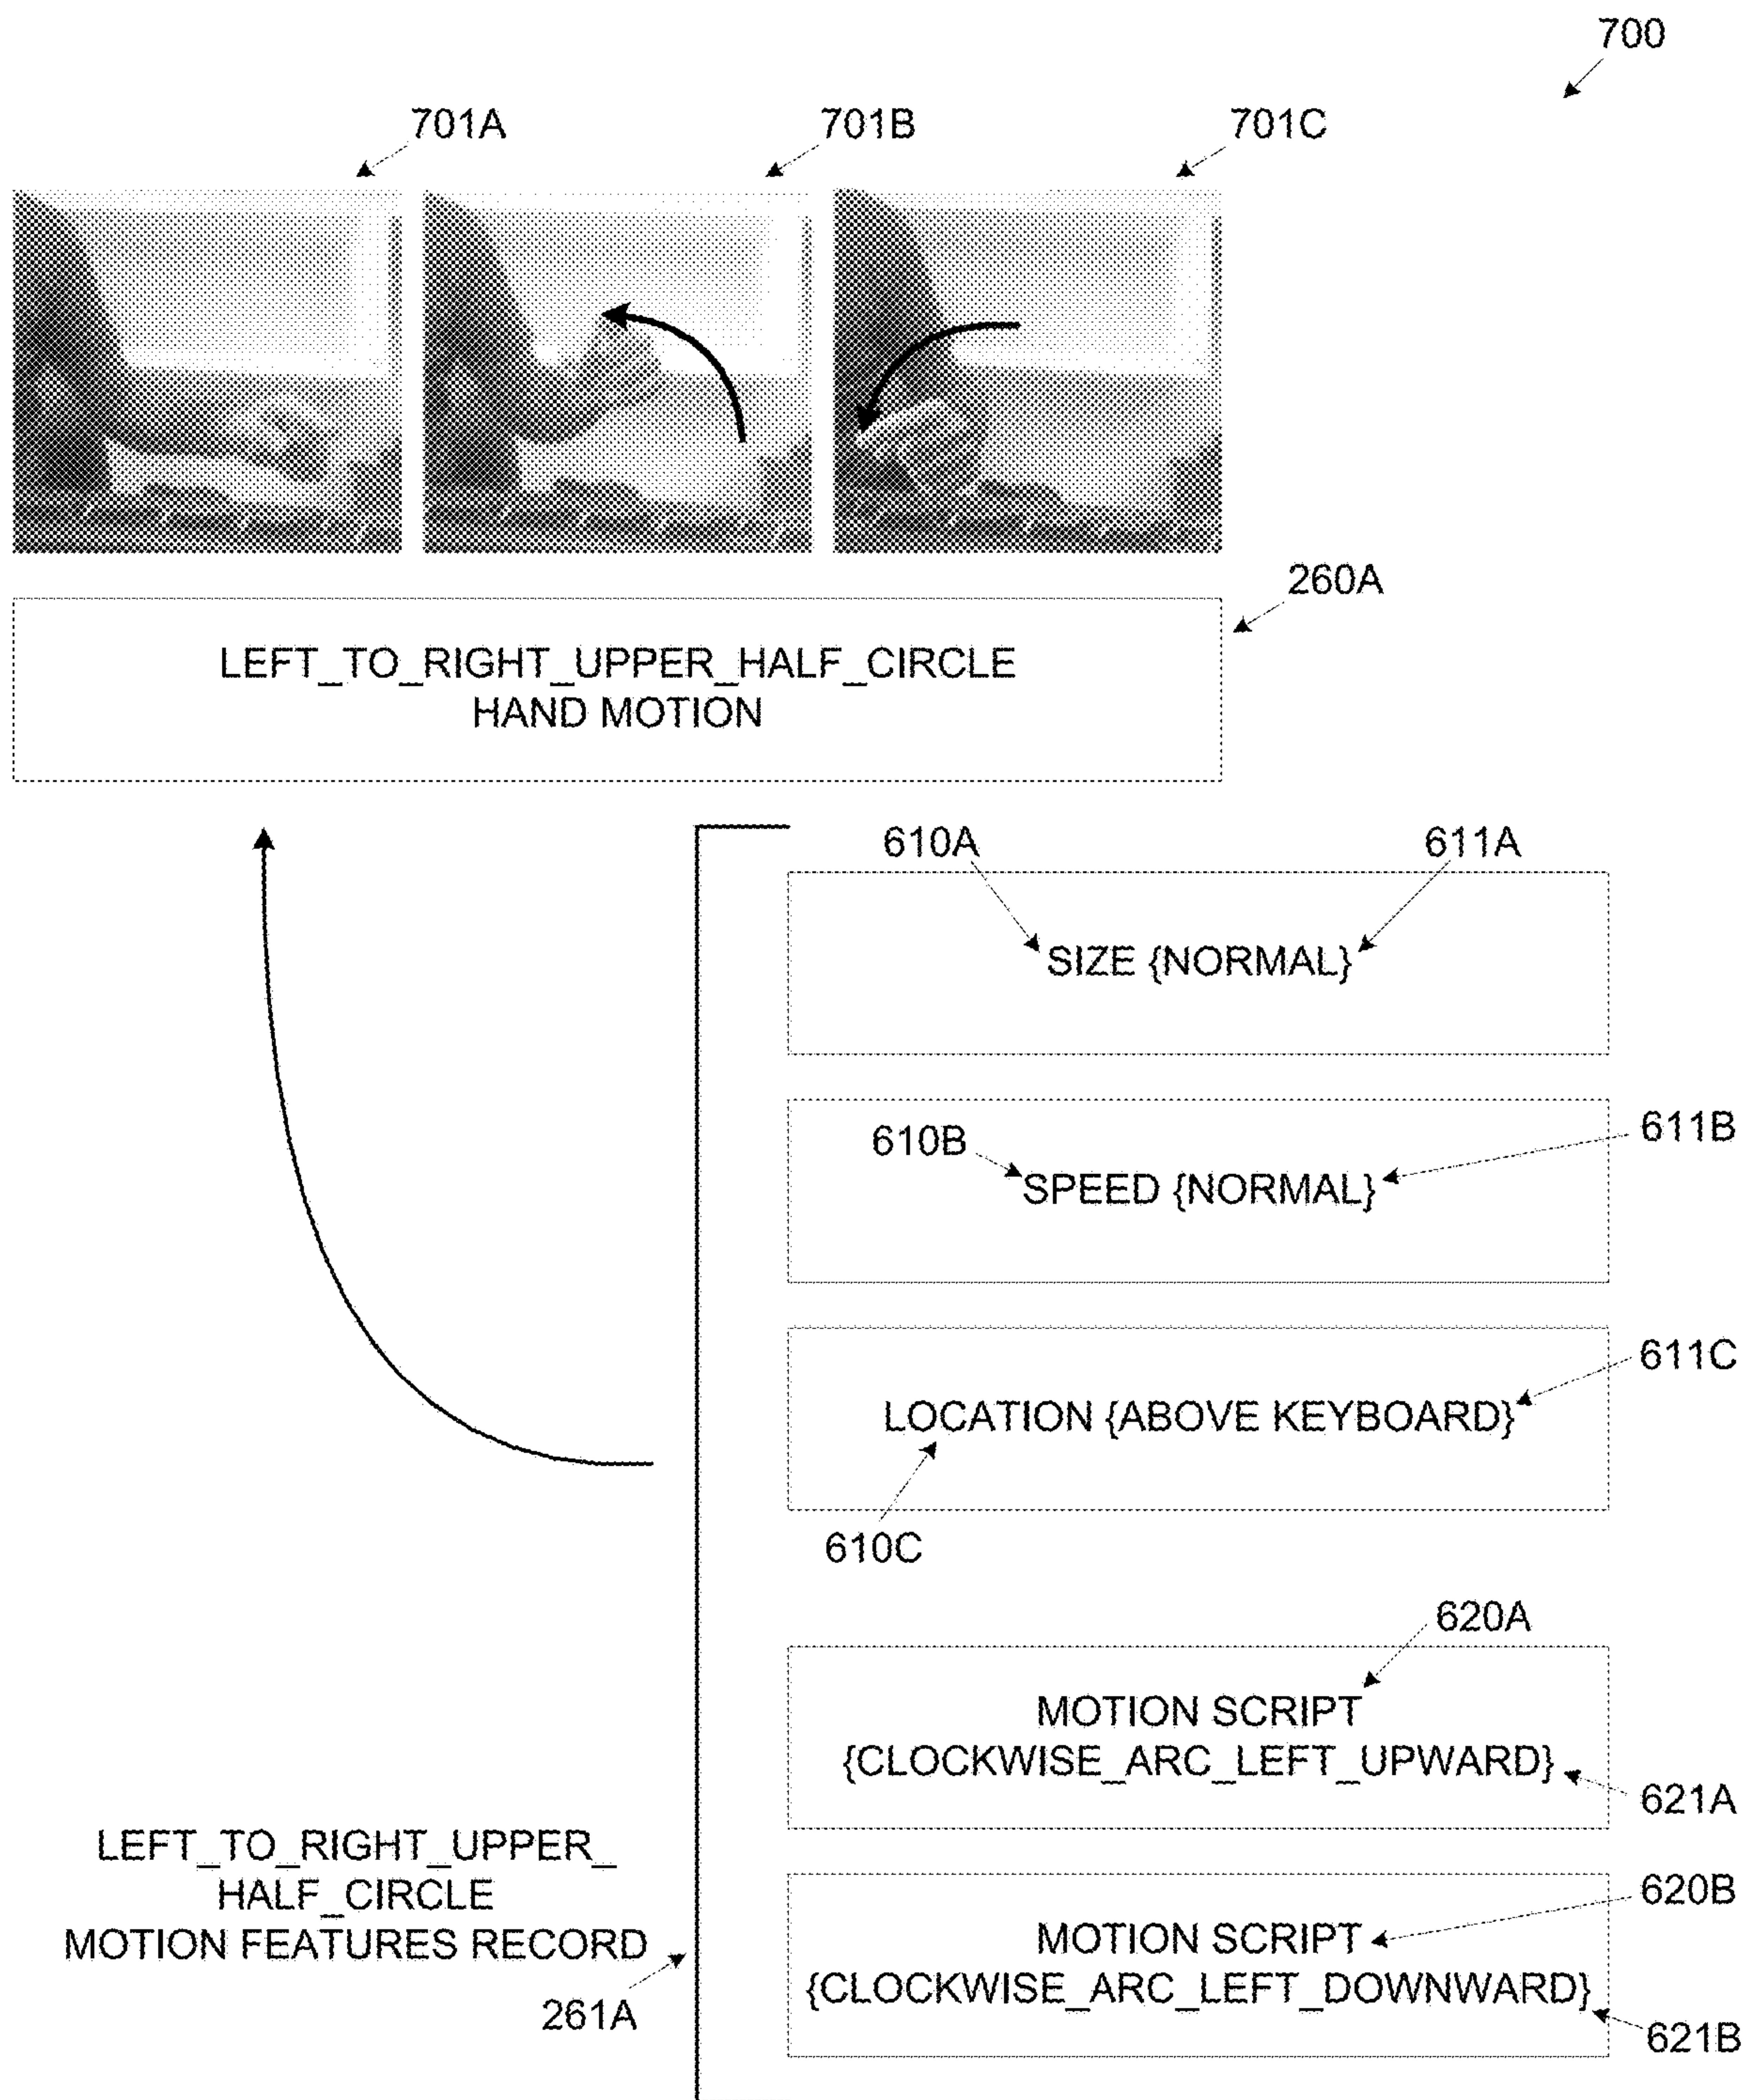 700
701A
701B
701C
260A
LEFT_TO_RIGHT_UPPER_HALF_CIRCLE
HAND MOTION
610A
611A
SIZE {NORMAL}
610B
611B
SPEED {NORMAL}
611C
LOCATION {ABOVE KEYBOARD}
610C
620A
MOTION SCRIPT
{CLOCKWISE_ARC_LEFT_UPWARD}
621A
LEFT_TO_RIGHT_UPPER_
HALF_CIRCLE
MOTION FEATURES RECORD
261A
620B
MOTION SCRIPT
{CLOCKWISE_ARC_LEFT_DOWNWARD}
621B